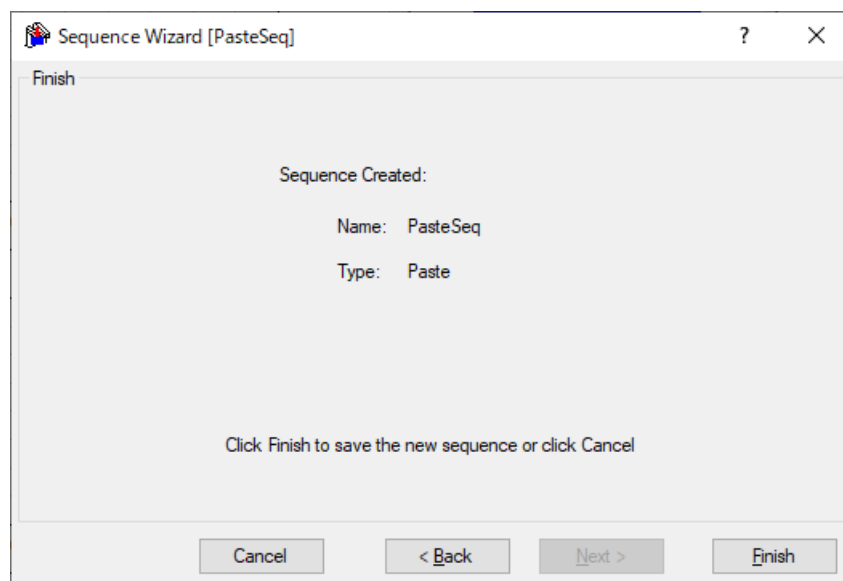 Sequence Wizard [PasteSeq] ?
Finish
Sequence Created:
Name: PasteSeq
Type: Paste
Click Finish to save the new sequence or click Cancel
Cancel < Back Next > Finish